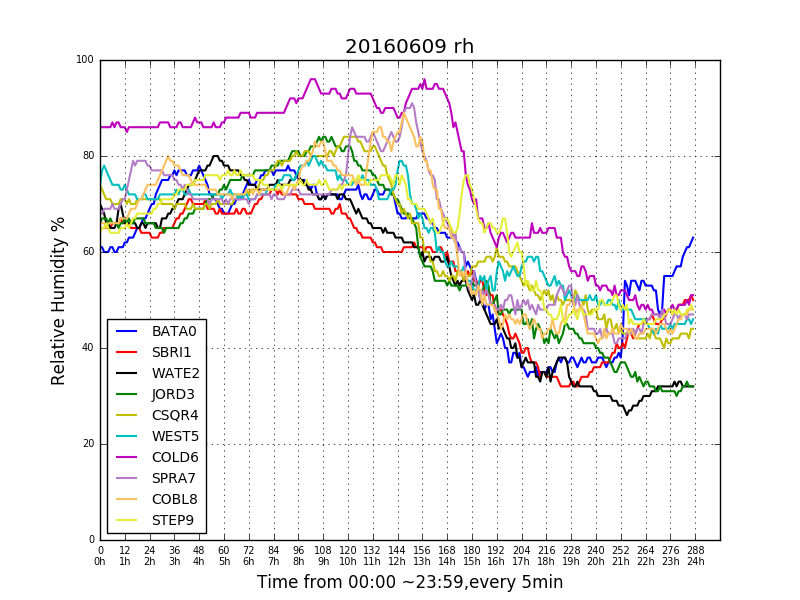 20160609 rh
100
80
60
40
20
0
Relative Humidity %
BATA0
SBRI1
WATE2
JORD3
CSQR4
WEST5
COLD6
SPRA7
COBL8
STEP9
0 12 24 36 48 60 72 84 96 108 120 132 144 156 168 180 192 204 216 228 240 252 264 276 288
0h 1h 2h 3h 4h 5h 6h 7h 8h 9h 10h 11h 12h 13h 14h 15h 16h 17h 18h 19h 20h 21h 22h 23h 24h
Time from 00:00 ~23:59,every 5min